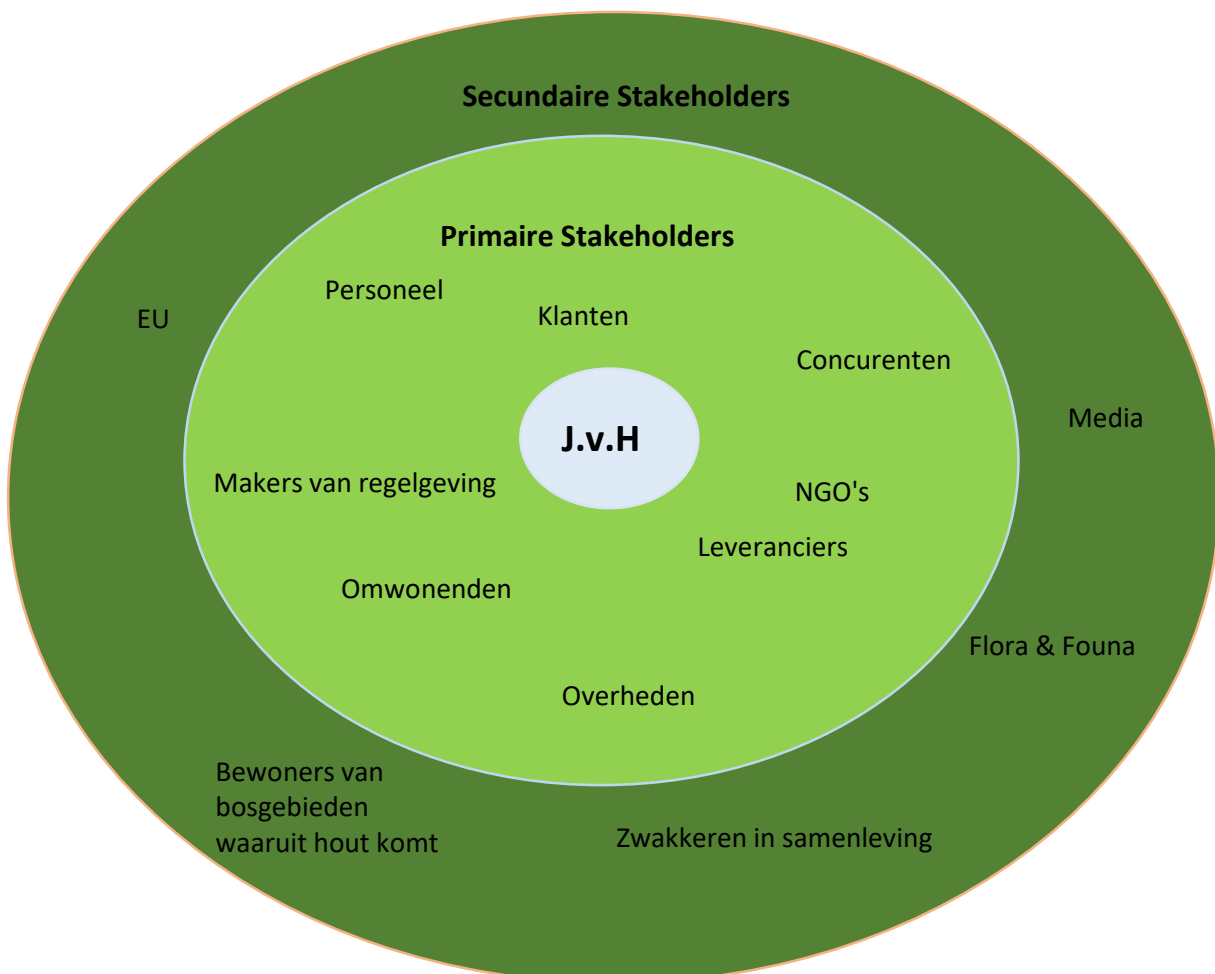 Secundaire Stakeholders
Primaire Stakeholders
Personeel
Klanten
EU
Concurenten
Media
J.v.H
Makers van regelgeving
NGO's
Leveranciers
Omwonenden
Flora & Founa
Overheden
Bewoners van
bosgebieden
waaruit hout komt
Zwakkeren in samenleving